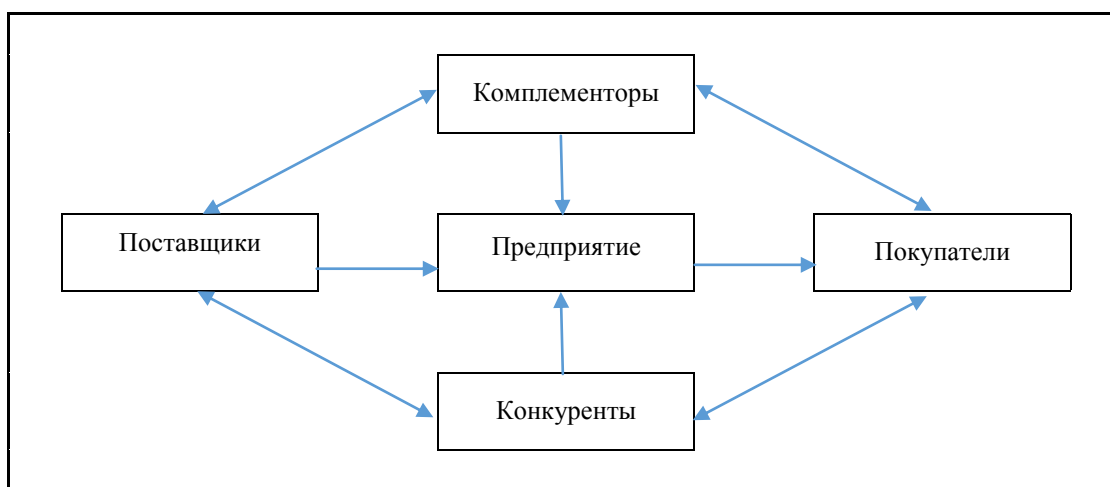 Комплементоры
Поставщики
Предприятие
Покупатели
Конкуренты